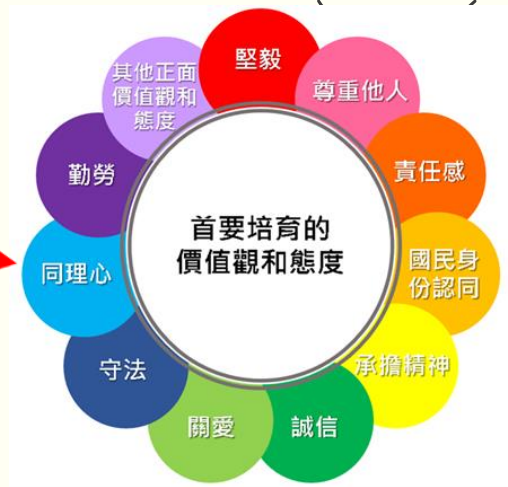 堅毅
尊重他人
責任感
國民身
份認同
承擔精神
誠信
關愛
守法
同理心
勤勞
其他正面
價值觀和
態度
首要培育的
價值觀和態度